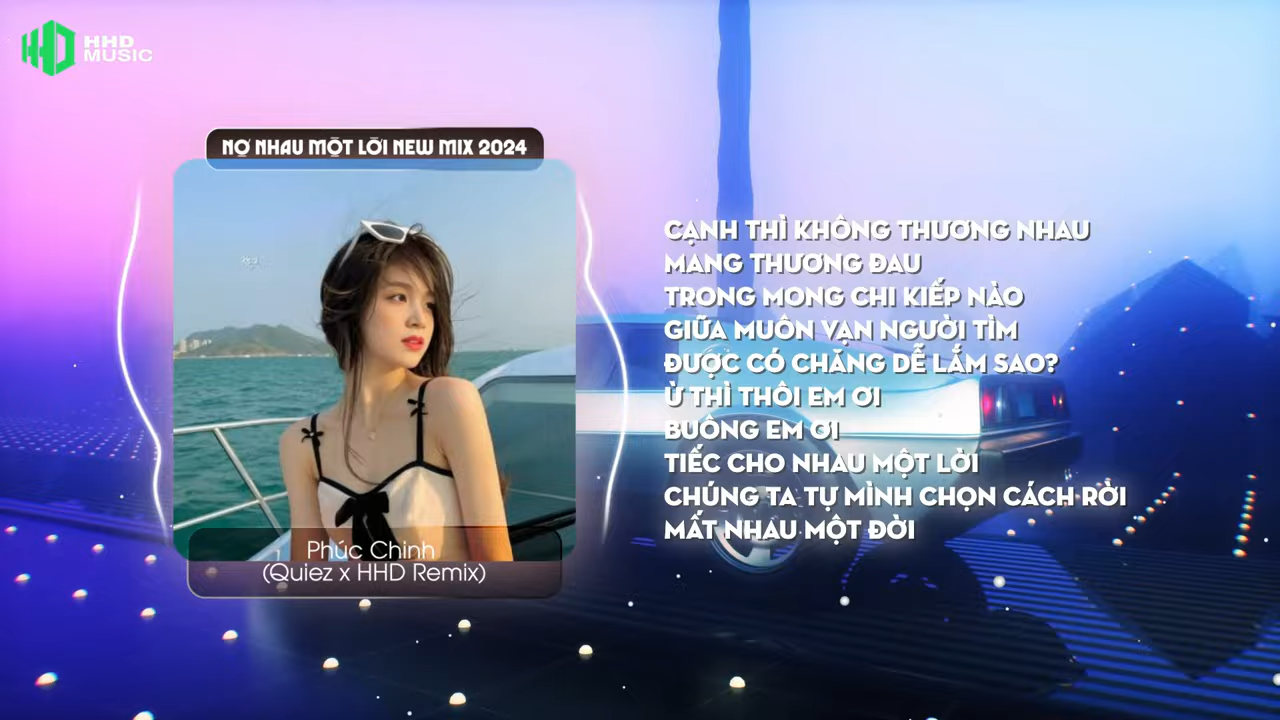 HHD
MUSIC
NỢ NHAU MỘT LỜI NEW MIX 2024
Phúc Chinh
(Quiez x HHD Remix)
CẠNH THÌ KHÔNG THƯƠNG NHAU
MANG THƯƠNG ĐAU
TRONG MONG CHI KIẾP NÀO
GIỮA MUÔN VẠN NGƯỜI TÌM
ĐƯỢC CÓ CHĂNG DỄ LẮM SAO?
Ừ THÌ THÔI EM ƠI
BUÔNG EM ƠI
TIẾC CHO NHAU MỘT LỜI
CHÚNG TA TỰ MÌNH CHỌN CÁCH RỜI
MẤT NHAU MỘT ĐỜI